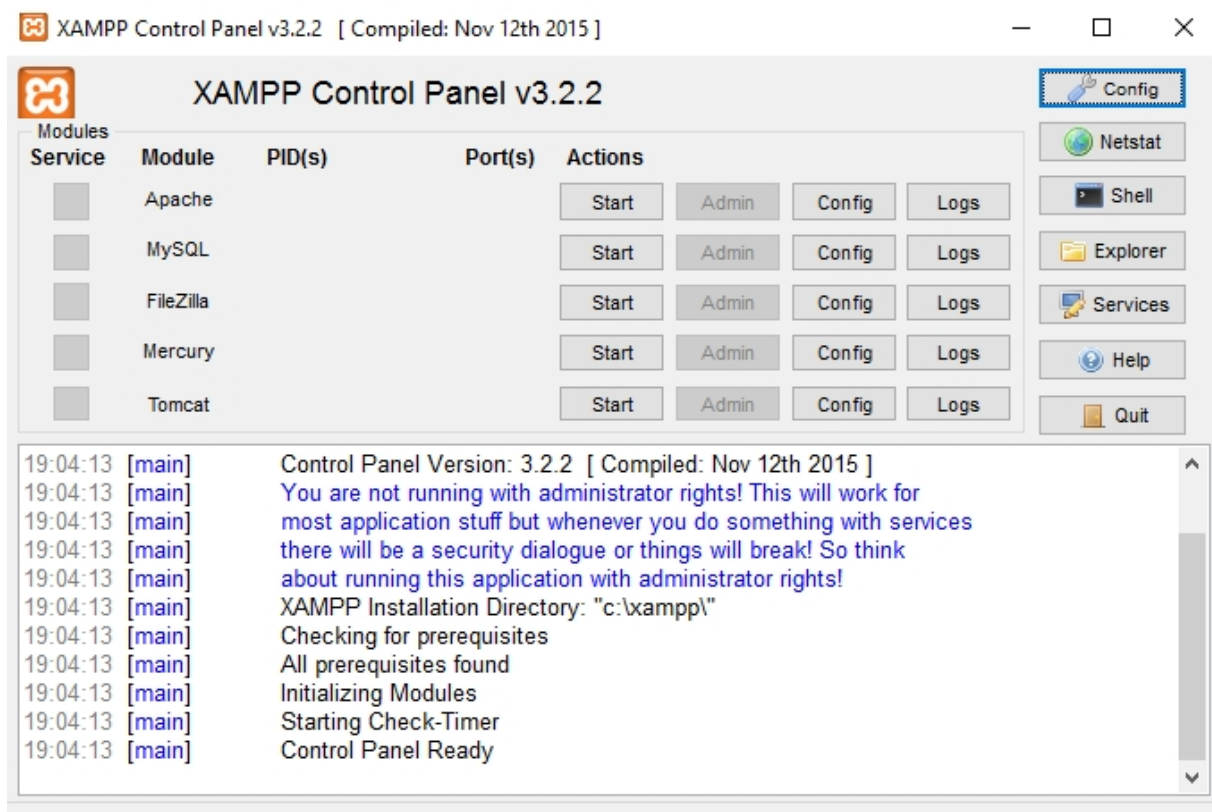 XAMPP Control Panel v3.2.2 [ Compiled: Nov 12th 2015 ]
XAMPP Control Panel v3.2.2
Config
Modules
Netstat
Service Module PID(s) Port(s) Actions
Apache Start Admin Config Logs
Shell
MySQL Start Admin Config Logs
Explorer
FileZilla Start Admin Config Logs
Services
Mercury Start Admin Config Logs
Help
Tomcat Start Admin Config Logs
Quit
19:04:13 [main] Control Panel Version: 3.2.2 [ Compiled: Nov 12th 2015 ]
19:04:13 [main] You are not running with administrator rights! This will work for
19:04:13 [main] most application stuff but whenever you do something with services
19:04:13 [main] there will be a security dialogue or things will break! So think
19:04:13 [main] about running this application with administrator rights!
19:04:13 [main] XAMPP Installation Directory: "c:\xampp\"
19:04:13 [main] Checking for prerequisites
19:04:13 [main] All prerequisites found
19:04:13 [main] Initializing Modules
19:04:13 [main] Starting Check-Timer
19:04:13 [main] Control Panel Ready